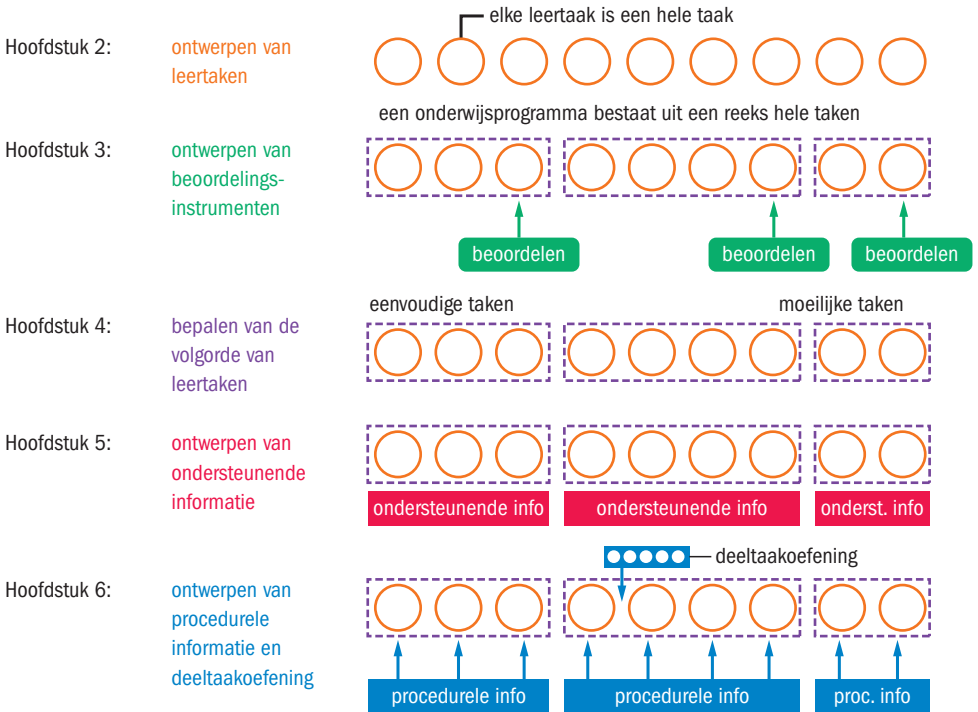 elke leertaak is een hele taak
Hoofdstuk 2:
ontwerpen van
leertaken
een onderwijsprogramma bestaat uit een reeks hele taken
Hoofdstuk 3:
ontwerpen van
beoordelings-
instrumenten
beoordelen
beoordelen
beoordelen
eenvoudige taken
moeilijke taken
Hoofdstuk 4:
bepalen van de
volgorde van
leertaken
Hoofdstuk 5:
ontwerpen van
ondersteunende
informatie
ondersteunende info
ondersteunende info
onderst. info
deeltaakoefening
Hoofdstuk 6:
ontwerpen van
procedurele
informatie en
deeltaakoefening
procedurele info
procedurele info
proc. info